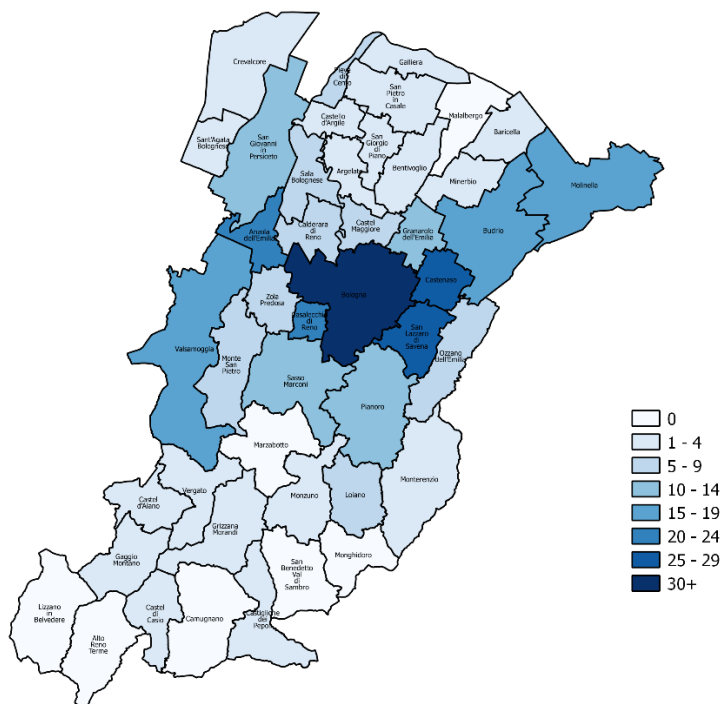 Crevalcore
Galliera
Pieve
di
Cento
San
Pietro
in
Casale
Malalbergo
Castello
d'Argile
Baricella
Sant'Agata
Bolognese
San
Giovanni
in
Persiceto
San
Giorgio
di
Piano
Argelato
Bentivoglio
Sala
Bolognese
Minerbio
Molinella
Anzola
dell'Emilia
Calderara
di Reno
Castel
Maggiore
Granarolo
dell'Emilia
Budrio
Castenaso
Bologna
Zola
Predosa
Casalecchio
di
Reno
San
Lazzaro
di
Savena
Valsamoggia
Monte
San
Pietro
Ozzano
dell'Emilia
Sasso
Marconi
Pianoro
Marzabotto
Monterenzio
Vergato
Castel
d'Aiano
Monzuno
Loiano
Grizzana
Morandi
Gaggio
Montano
Monghidoro
San
Benedetto
Val
di
Sambro
Lizzano
in
Belvedere
Castel
di
Casio
Camugnano
Castiglione
dei
Pepoli
Alto
Reno
Terme
0
1 - 4
5 - 9
10 - 14
15 - 19
20 - 24
25 - 29
30+